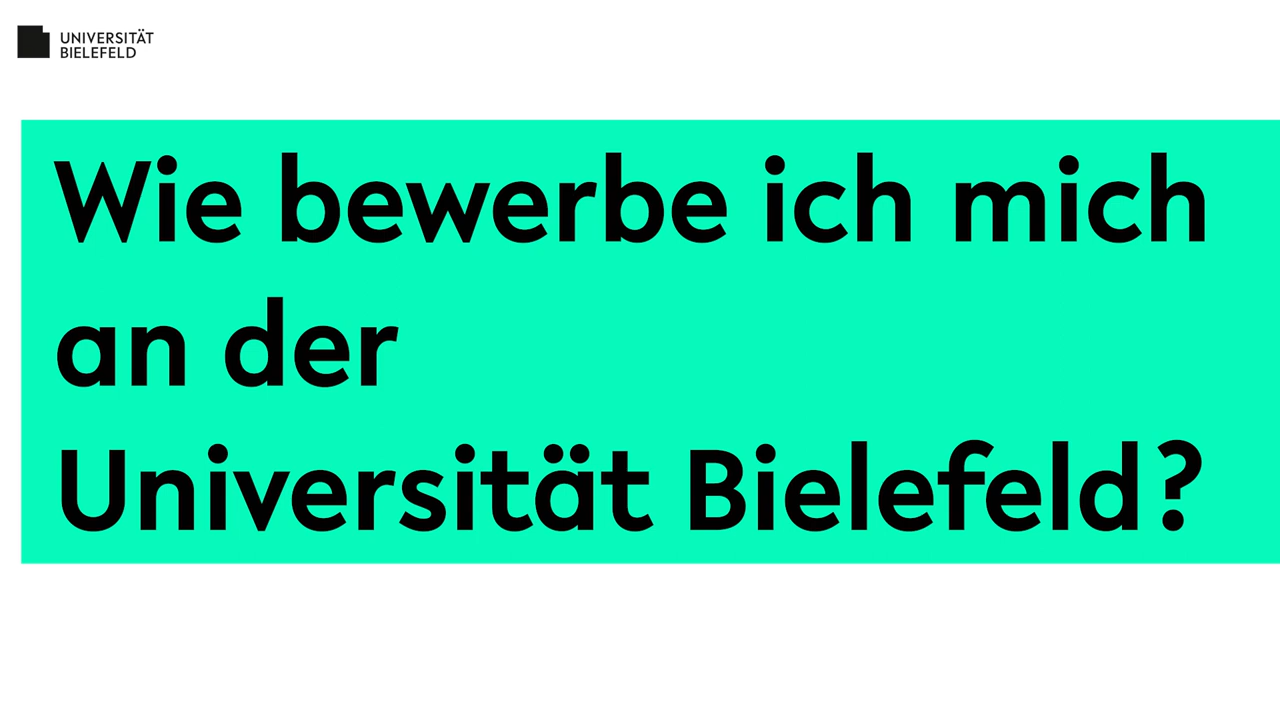 UNIVERSITÄT
BIELEFELD
Wie bewerbe ich mich
an der
Universität Bielefeld?